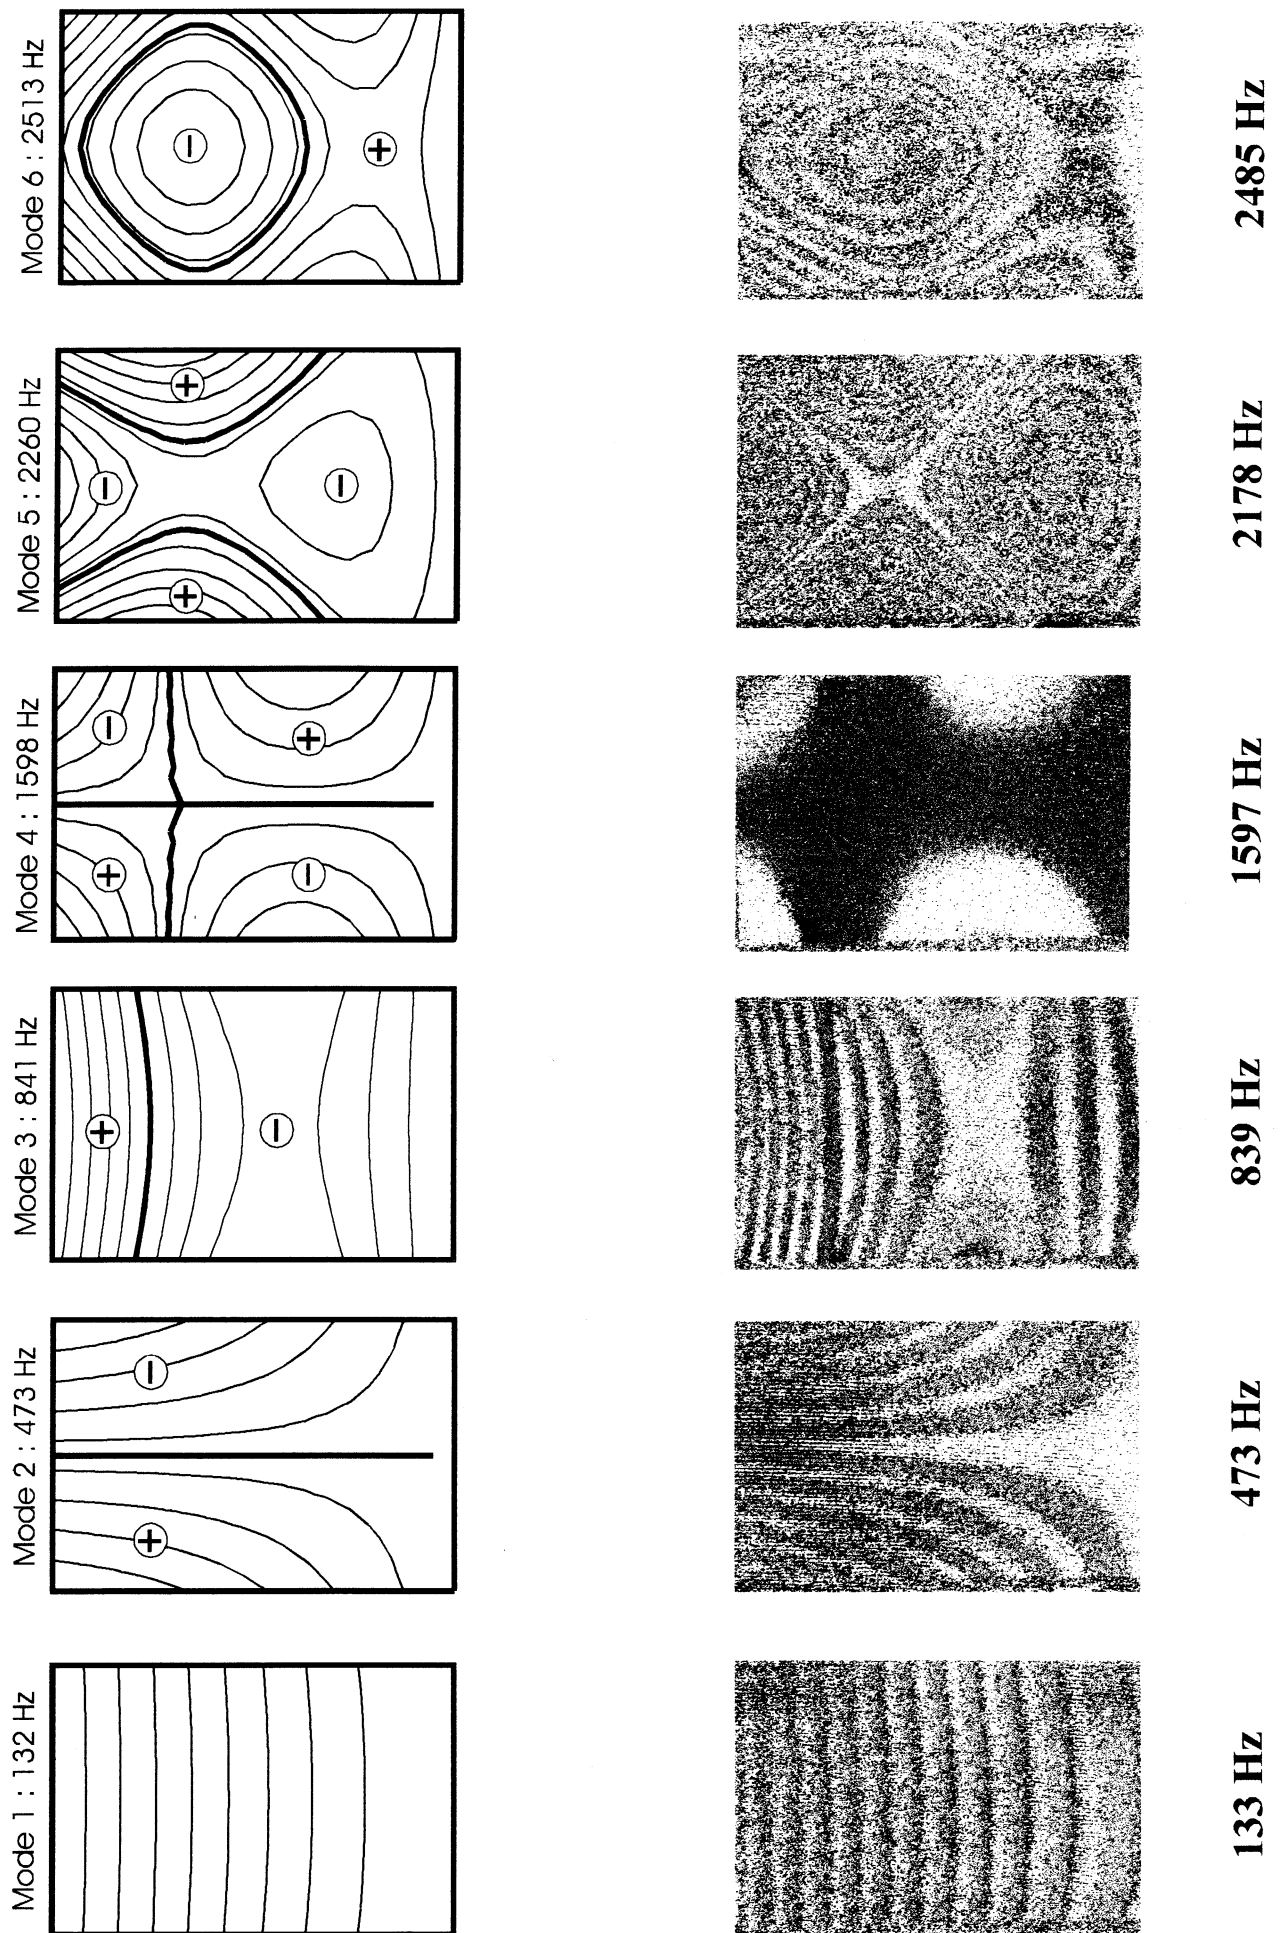 Mode 1 : 132 Hz
Mode 2 : 473 Hz
Mode 3 : 841 Hz
Mode 4 : 1598 Hz
Mode 5 : 2260 Hz
Mode 6 : 2513 Hz
+
-
+
-
+
-
-
+
+
-
-
+
-
+
133 Hz
473 Hz
839 Hz
1597 Hz
2178 Hz
2485 Hz